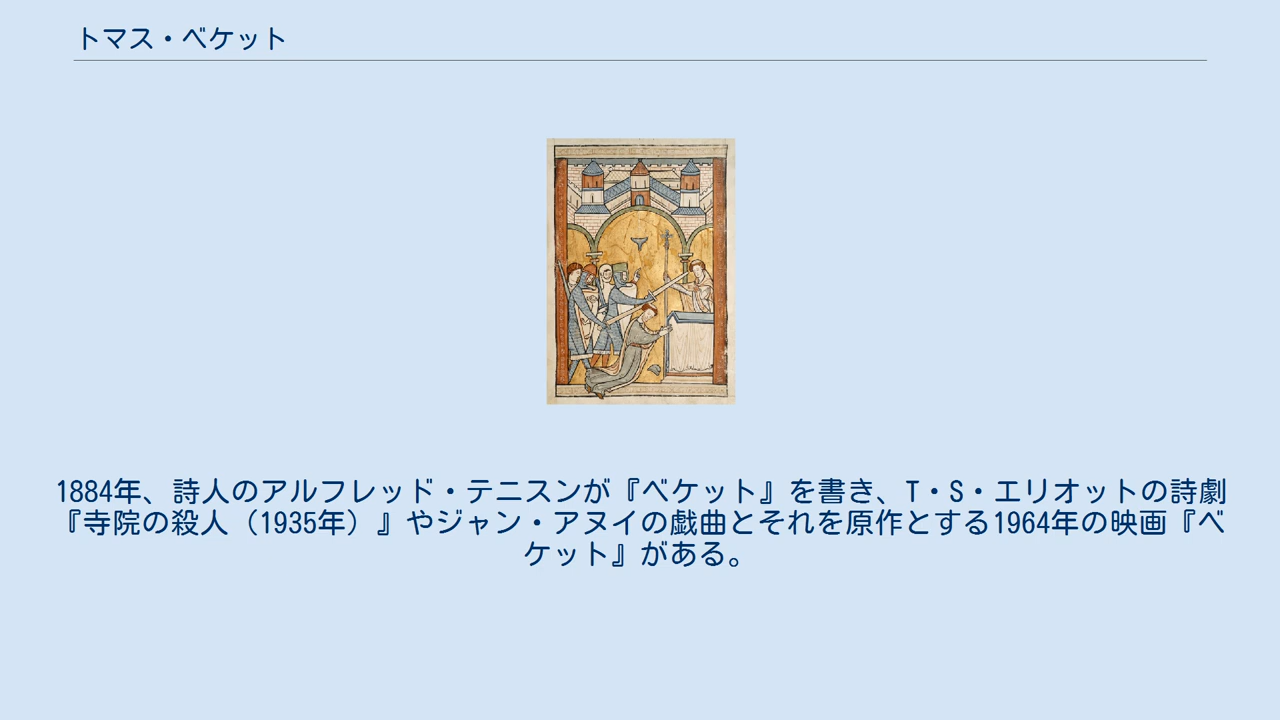 トマス・ベケット
1884年、詩人のアルフレッド・テニスンが『ベケット』を書き、T・S・エリオットの詩劇
『寺院の殺人（1935年）』やジャン・アヌイの戯曲とそれを原作とする1964年の映画『ベ
ケット』がある。